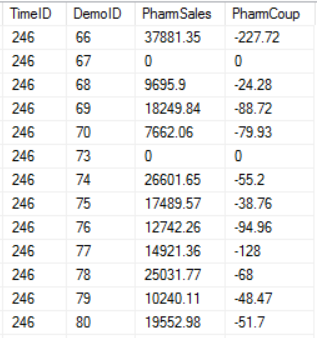 TimeID DemoID PharmSales PharmCoup
246 66 37881.35 -227.72
246 67 0 0
246 68 9695.9 -24.28
246 69 18249.84 -88.72
246 70 7662.06 -79.93
246 73 0 0
246 74 26601.65 -55.2
246 75 17489.57 -38.76
246 76 12742.26 -94.96
246 77 14921.36 -128
246 78 25031.77 -68
246 79 10240.11 -48.47
246 80 19552.98 -51.7